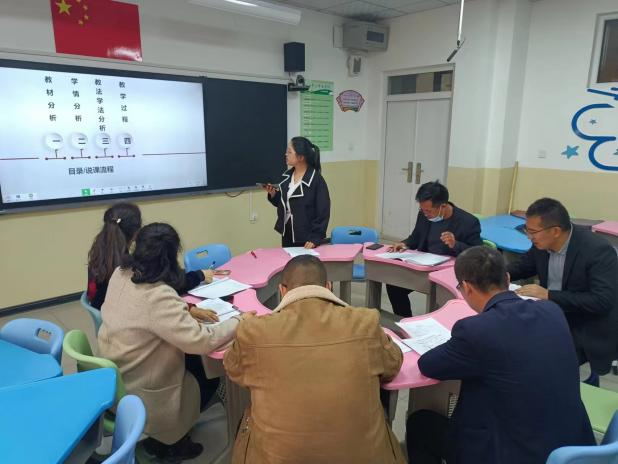 教材分析
学情分析
教法学法分析
教学过程
一 二 三 四
目录/说课流程